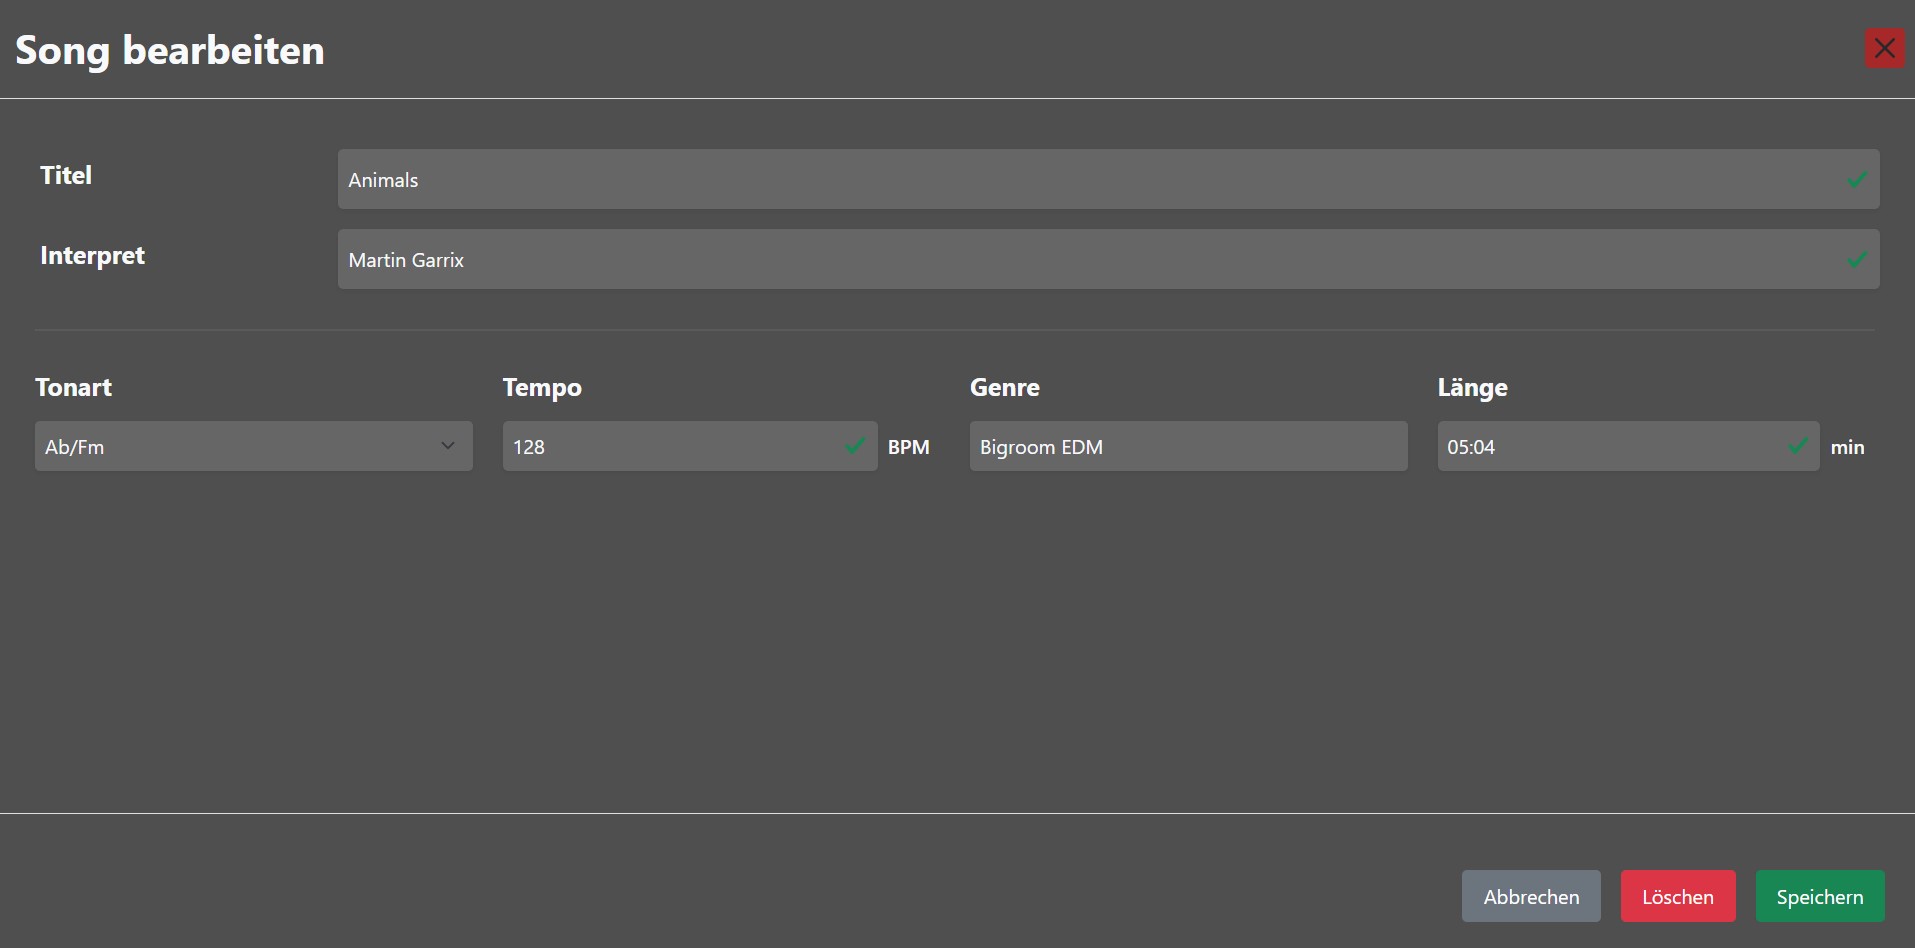 Song bearbeiten
Titel
Animals
Interpret
Martin Garrix
Tonart
Tempo
Genre
Länge
Ab/Fm
128
BPM
Bigroom EDM
05:04
min
Abbrechen
Löschen
Speichern